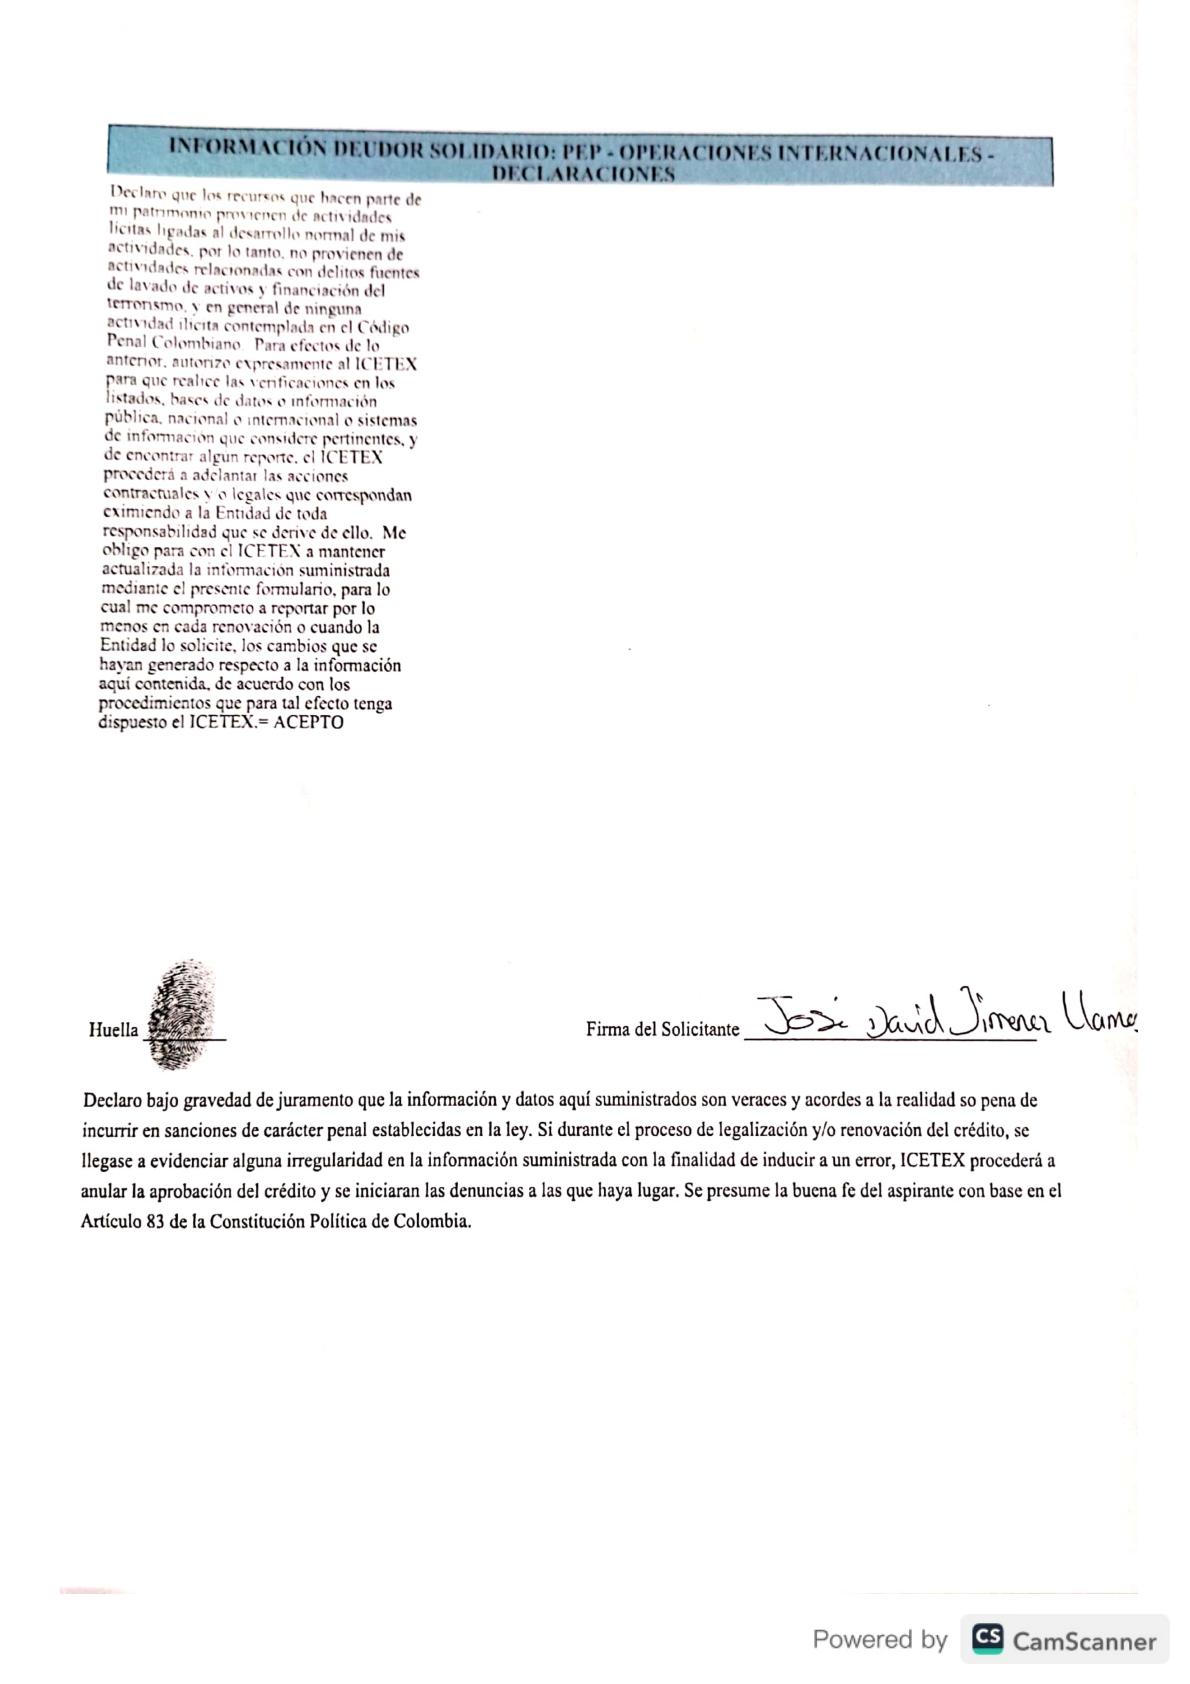 INFORMACIÓN DEUDOR SOLIDARIO: PEP - OPERACIONES INTERNACIONALES -
DECLARACIONES
Declaro que los recursos que hacen parte de
mi patrimonio provienen de actividades
lícitas ligadas al desarrollo normal de mis
actividades, por lo tanto, no provienen de
actividades relacionadas con delitos fuentes
de lavado de activos y financiación del
terrorismo, y en general de ninguna
actividad ilícita contemplada en el Código
Penal Colombiano. Para efectos de lo
anterior, autorizo expresamente al ICETEX
para que realice las verificaciones en los
listados, bases de datos o información
pública, nacional o internacional o sistemas
de información que considere pertinentes, y
de encontrar algun reporte, el ICETEX
procederá a adelantar las acciones
contractuales y o legales que correspondan
eximiendo a la Entidad de toda
responsabilidad que se derive de ello. Me
obligo para con el ICETEX a mantener
actualizada la información suministrada
mediante el presente formulario, para lo
cual me comprometo a reportar por lo
menos en cada renovación o cuando la
Entidad lo solicite, los cambios que se
hayan generado respecto a la información
aquí contenida, de acuerdo con los
procedimientos que para tal efecto tenga
dispuesto el ICETEX.= ACEPTO
Huella
Firma del Solicitante José David Jimenez Llamas
Declaro bajo gravedad de juramento que la información y datos aquí suministrados son veraces y acordes a la realidad so pena de
incurrir en sanciones de carácter penal establecidas en la ley. Si durante el proceso de legalización y/o renovación del crédito, se
llegase a evidenciar alguna irregularidad en la información suministrada con la finalidad de inducir a un error, ICETEX procederá a
anular la aprobación del crédito y se iniciaran las denuncias a las que haya lugar. Se presume la buena fe del aspirante con base en el
Artículo 83 de la Constitución Política de Colombia.
Powered by CS CamScanner